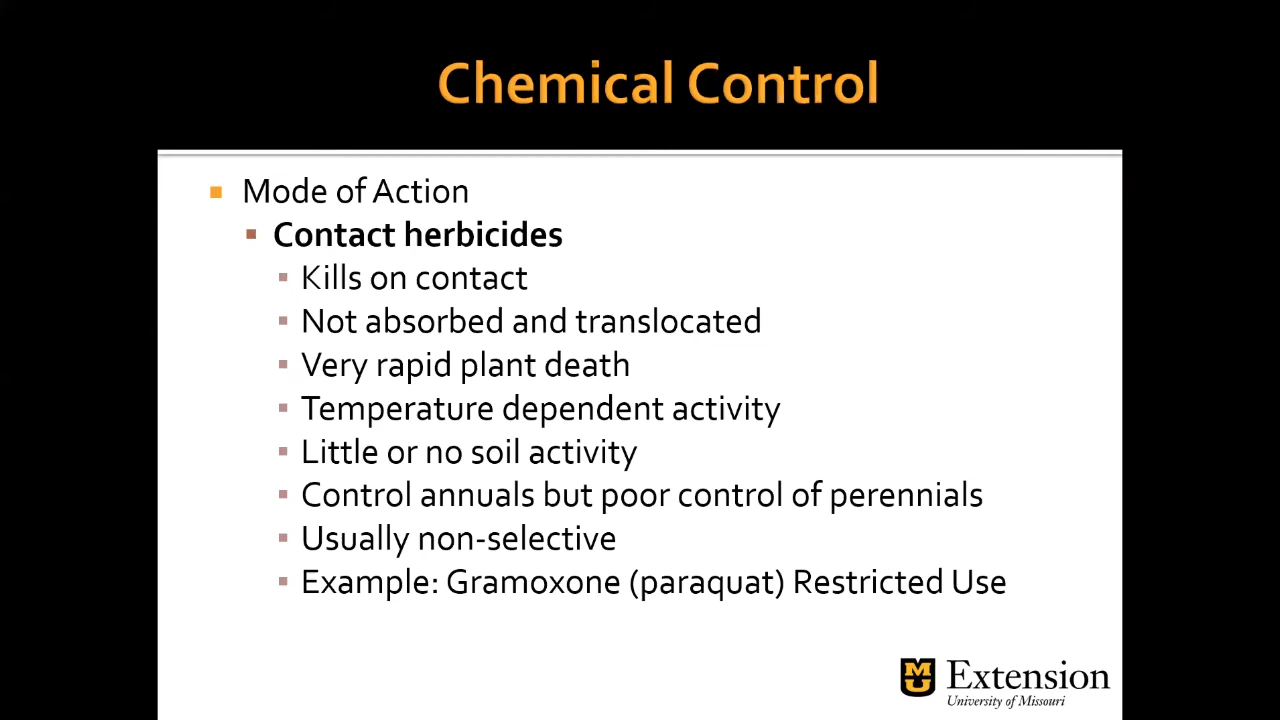 Chemical Control
Mode of Action
Contact herbicides
Kills on contact
Not absorbed and translocated
Very rapid plant death
Temperature dependent activity
Little or no soil activity
Control annuals but poor control of perennials
Usually non-selective
Example: Gramoxone (paraquat) Restricted Use
MU Extension
University of Missouri